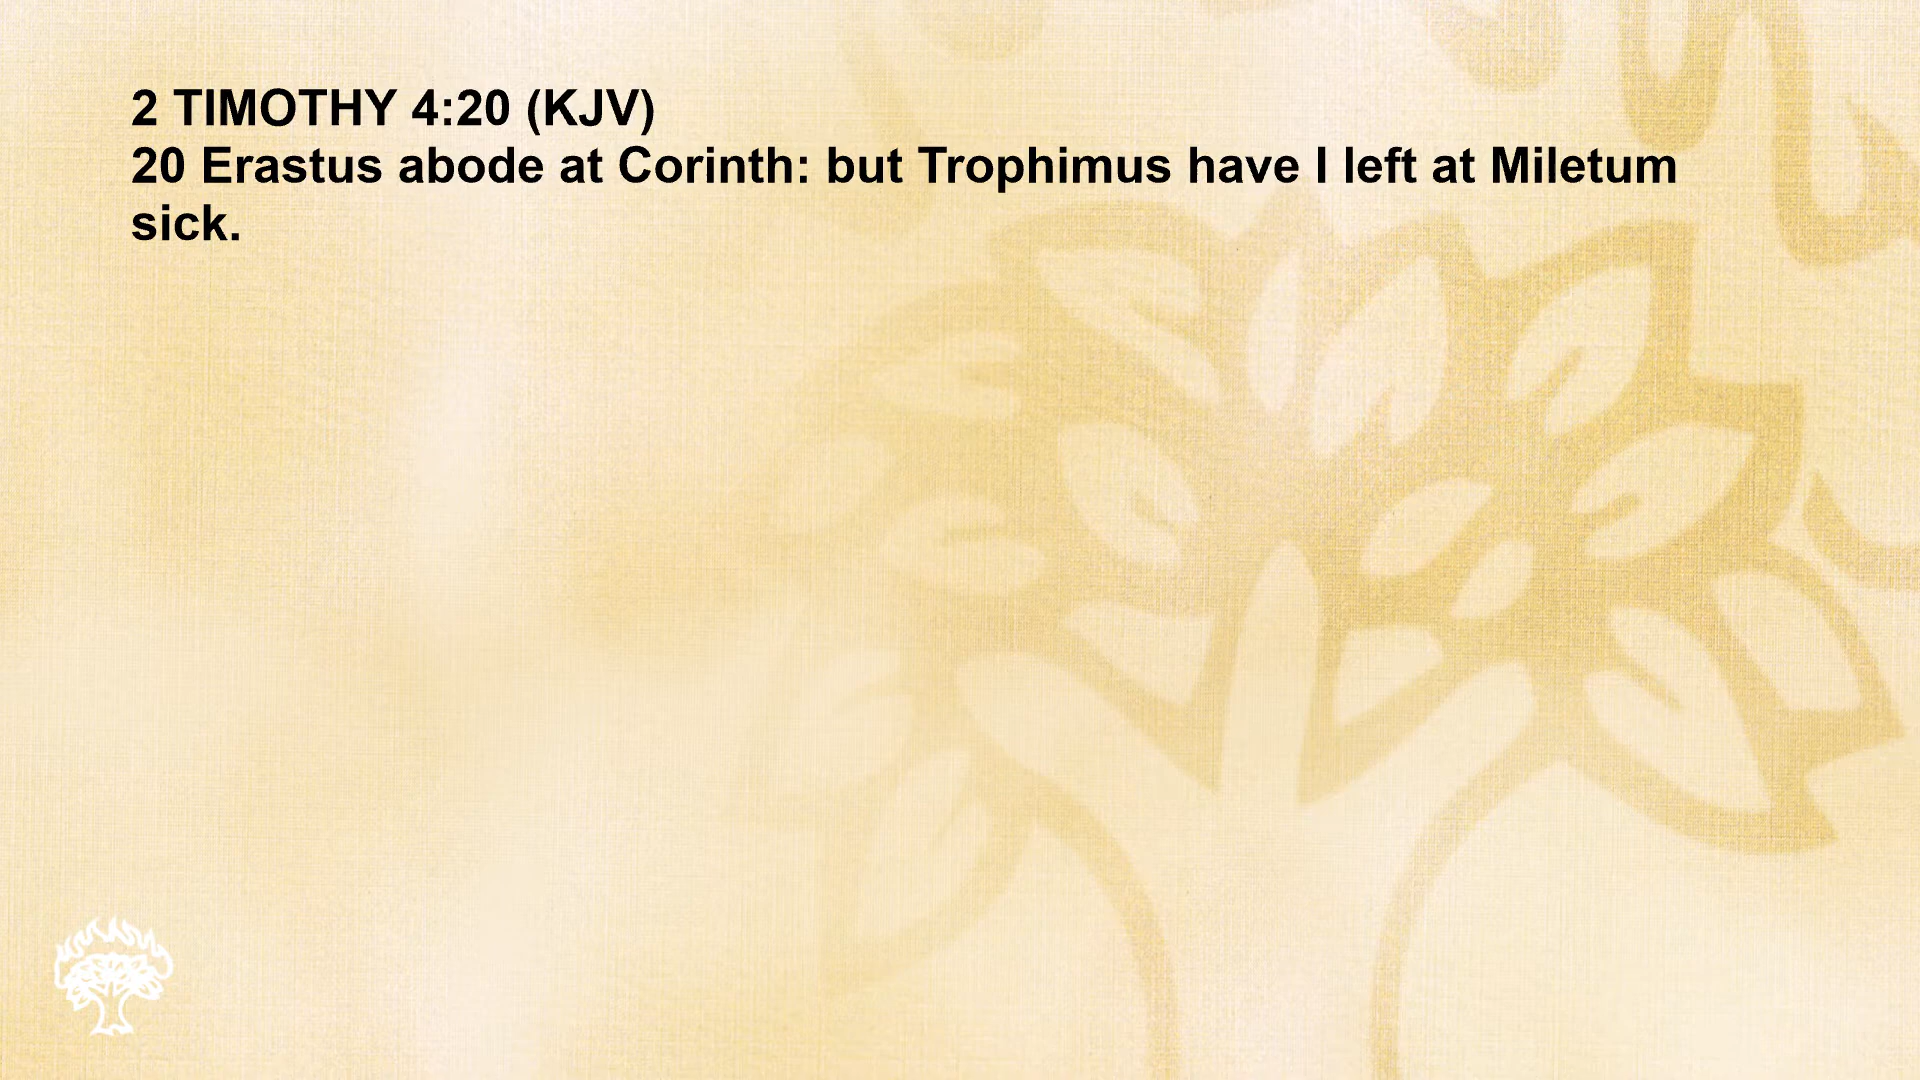 2 TIMOTHY 4:20 (KJV)
20 Erastus abode at Corinth: but Trophimus have I left at Miletum
sick.